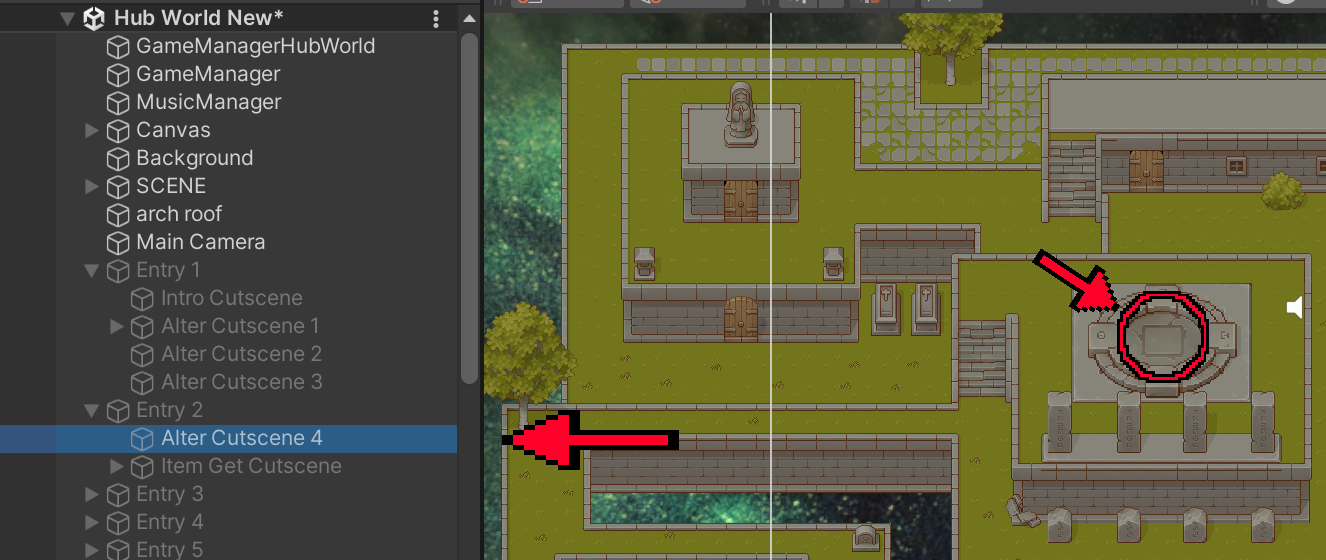 Hub World New*
GameManagerHubWorld
GameManager
MusicManager
Canvas
Background
SCENE
arch roof
Main Camera
Entry 1
Intro Cutscene
Alter Cutscene 1
Alter Cutscene 2
Alter Cutscene 3
Entry 2
Alter Cutscene 4
Item Get Cutscene
Entry 3
Entry 4
Entry 5